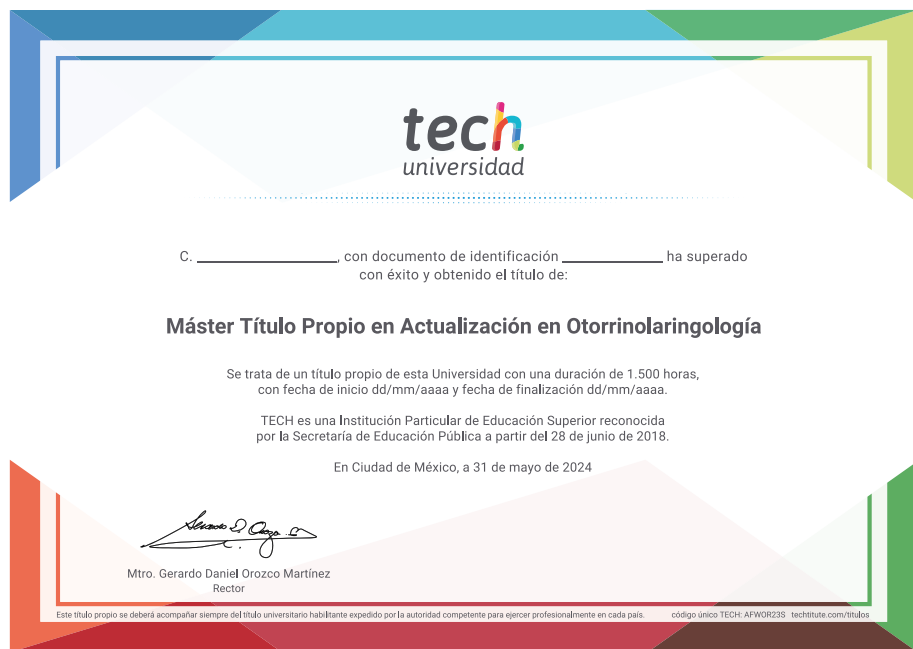 tech
universidad
C. ___________________, con documento de identificación _____________ ha superado
con éxito y obtenido el título de:
Máster Título Propio en Actualización en Otorrinolaringología
Se trata de un título propio de esta Universidad con una duración de 1.500 horas,
con fecha de inicio dd/mm/aaaa y fecha de finalización dd/mm/aaaa.
TECH es una Institución Particular de Educación Superior reconocida
por la Secretaría de Educación Pública a partir del 28 de junio de 2018.
En Ciudad de México, a 31 de mayo de 2024
Mtro. Gerardo Daniel Orozco Martínez
Rector
Este título propio se deberá acompañar siempre del título universitario habilitante expedido por la autoridad competente para ejercer profesionalmente en cada país. código único TECH: AFWOR23S techtitute.com/titulos